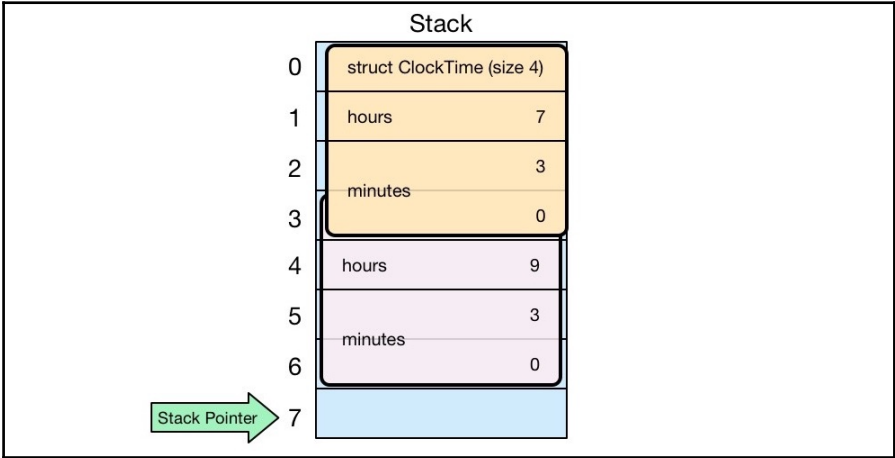 Stack
0 struct ClockTime (size 4)
1 hours 7
2 3
minutes
3 0
4 hours 9
5 3
minutes
6 0
Stack Pointer 7